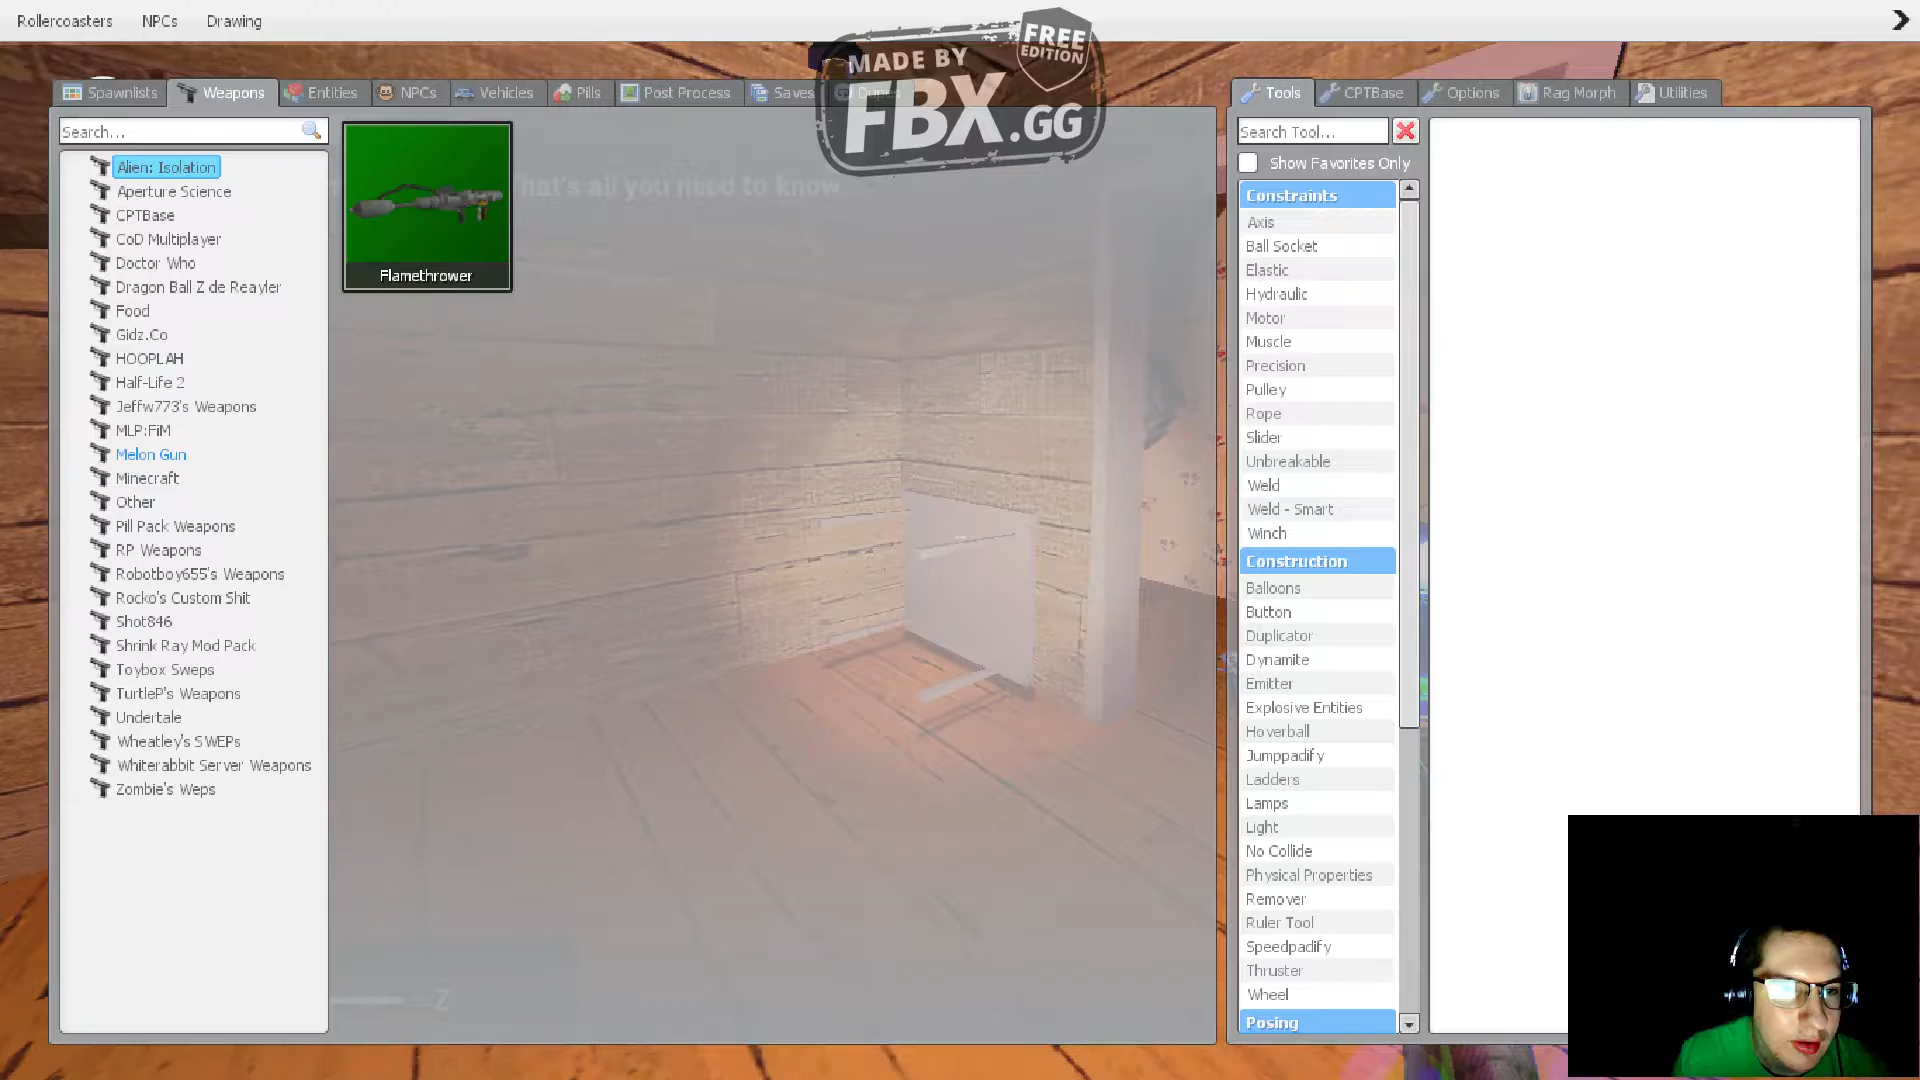 Rollercoasters NPCs Drawing
MADE BY
FREE
EDITION
FBX.GG
Spawnlists Weapons Entities NPCs Vehicles Pills Post Process Saves Dupes
Tools CPTBase Options Rag Morph Utilities
Search...
Search Tool...
Show Favorites Only
Alien: Isolation
Aperture Science
CPTBase
CoD Multiplayer
Doctor Who
Dragon Ball Z de Reayler
Food
Gidz.Co
HOOPLAH
Half-Life 2
Jeffw773's Weapons
MLP:FiM
Melon Gun
Minecraft
Other
Pill Pack Weapons
RP Weapons
Robotboy655's Weapons
Rocko's Custom Shit
Shot846
Shrink Ray Mod Pack
Toybox Sweps
TurtleP's Weapons
Undertale
Wheatley's SWEPs
Whiterabbit Server Weapons
Zombie's Weps
Flamethrower
That's all you need to know
Z
Constraints
Axis
Ball Socket
Elastic
Hydraulic
Motor
Muscle
Precision
Pulley
Rope
Slider
Unbreakable
Weld
Weld - Smart
Winch
Construction
Balloons
Button
Duplicator
Dynamite
Emitter
Explosive Entities
Hoverball
Jumppadify
Ladders
Lamps
Light
No Collide
Physical Properties
Remover
Ruler Tool
Speedpadify
Thruster
Wheel
Posing